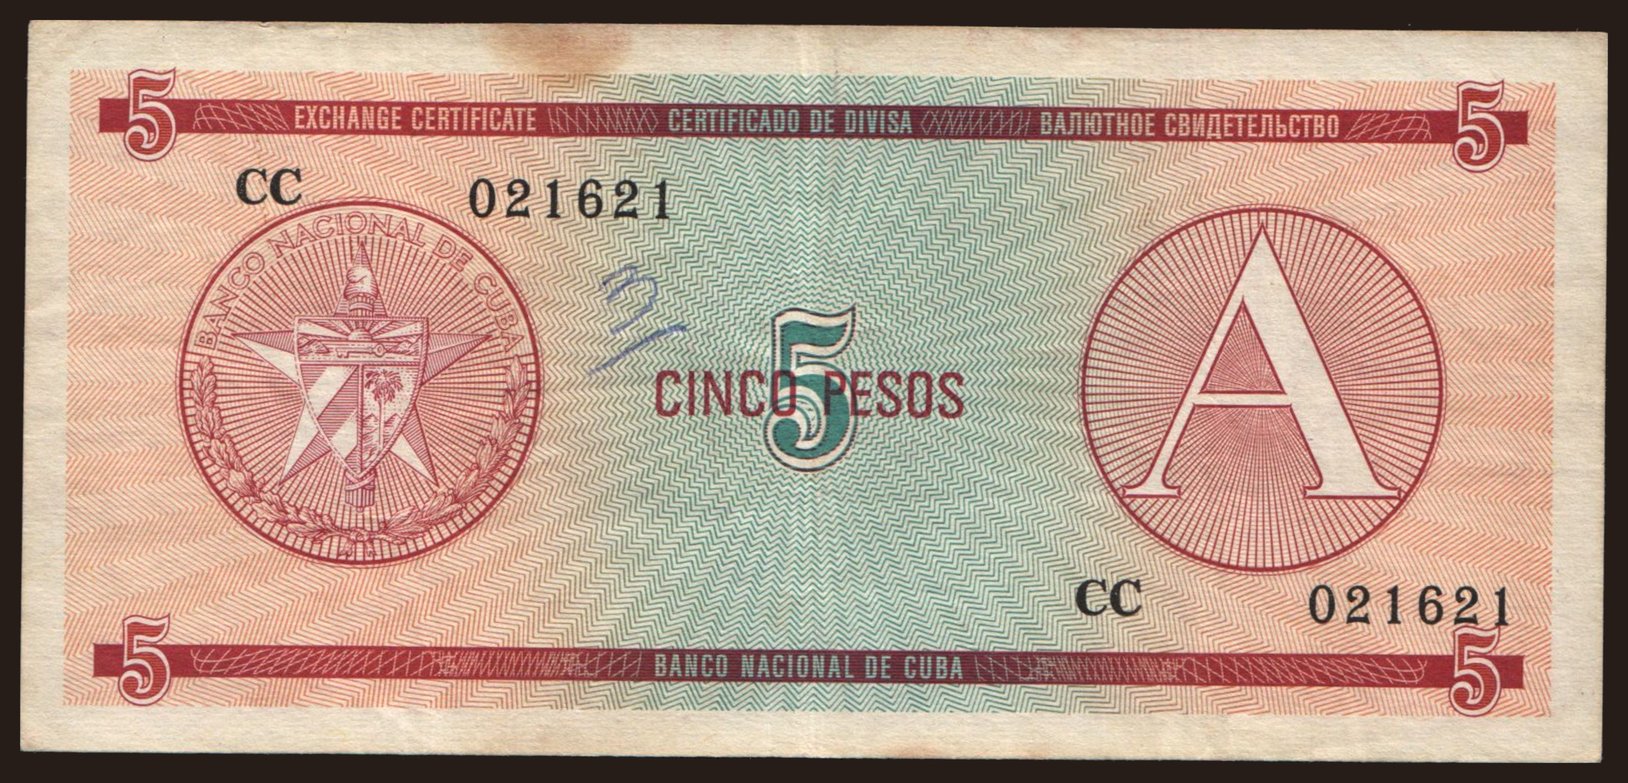 5 EXCHANGE CERTIFICATE CERTIFICADO DE DIVISA ВАЛЮТНОЕ СВИДЕТЕЛЬСТВО 5
CC 021621
BANCO NACIONAL DE CUBA
5
CINCO PESOS
A
CC 021621
5 BANCO NACIONAL DE CUBA 5